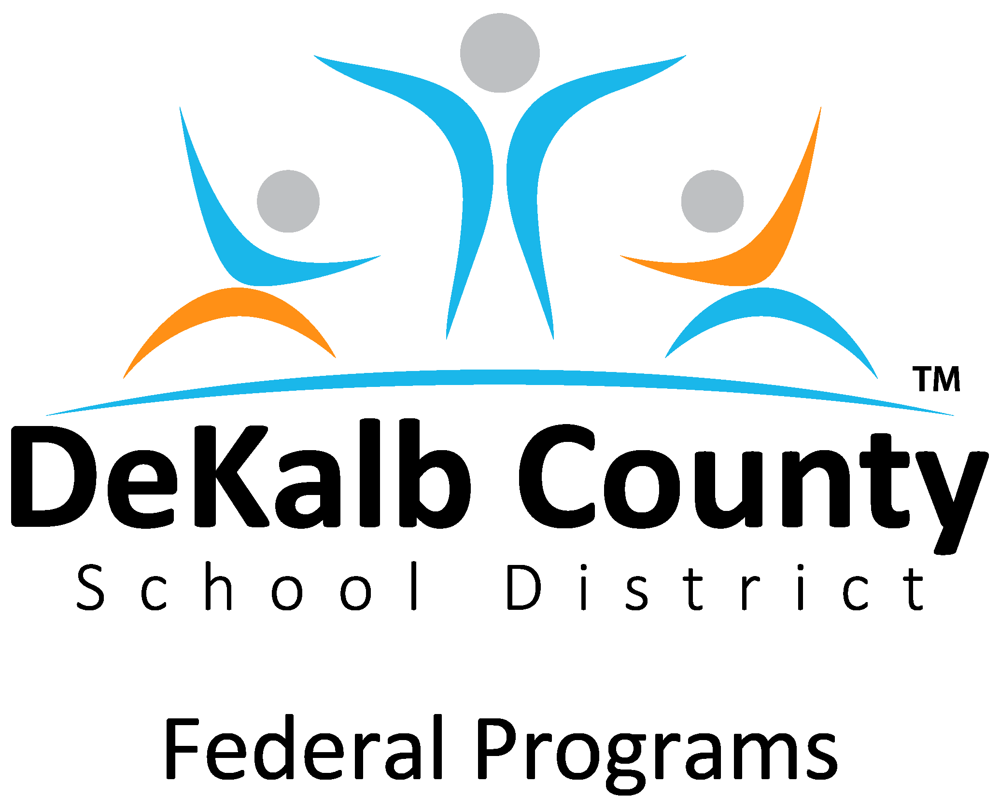 TM
DeKalb County
School District
Federal Programs